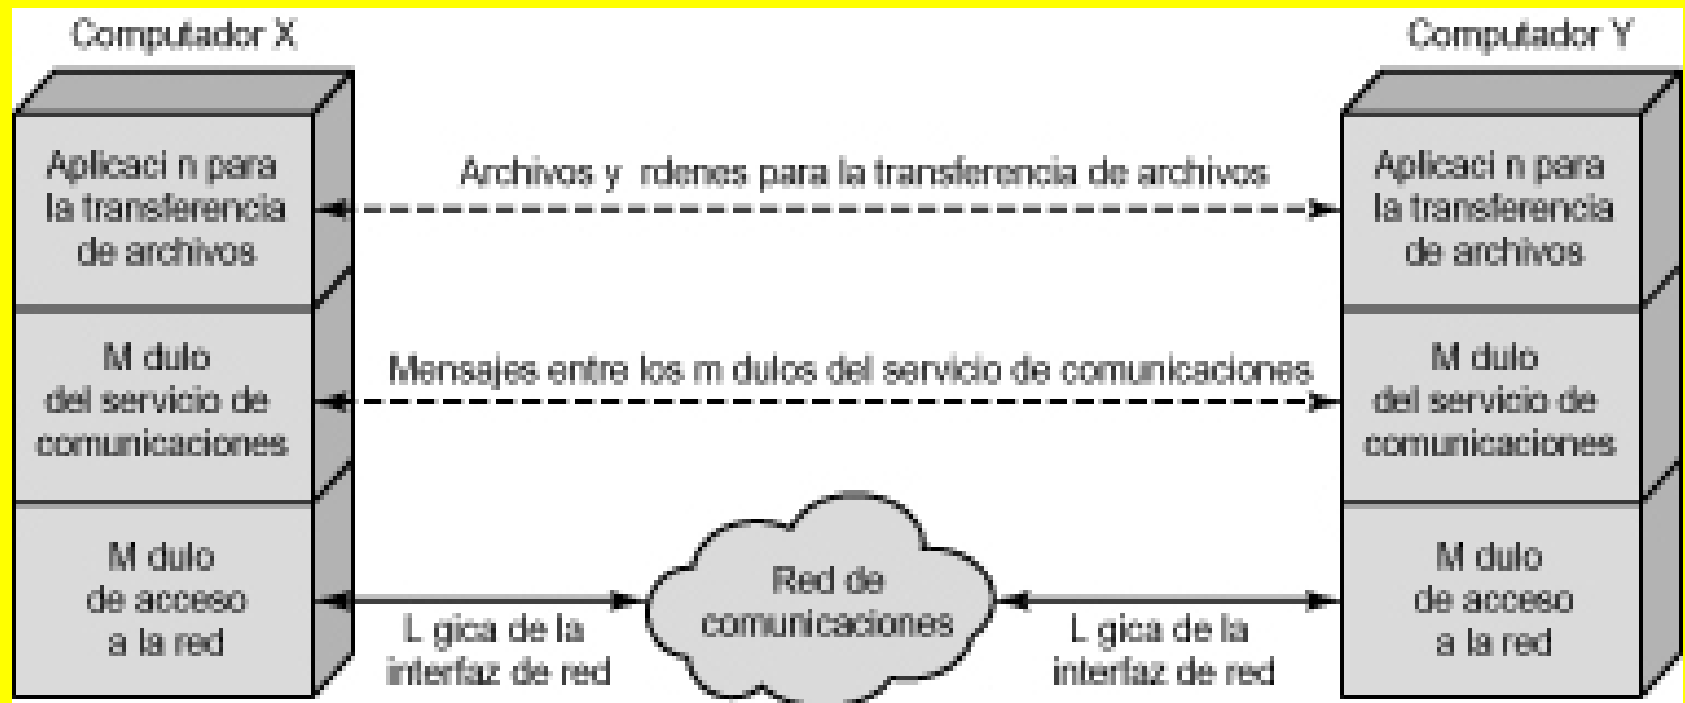 Computador X
Computador Y
Aplicaci n para
la transferencia
de archivos
Archivos y  rdenes para la transferencia de archivos
Aplicaci n para
la transferencia
de archivos
M dulo
del servicio de
comunicaciones
Mensajes entre los m dulos del servicio de comunicaciones
M dulo
del servicio de
comunicaciones
M dulo
de acceso
a la red
L gica de la
interfaz de red
Red de
comunicaciones
L gica de la
interfaz de red
M dulo
de acceso
a la red